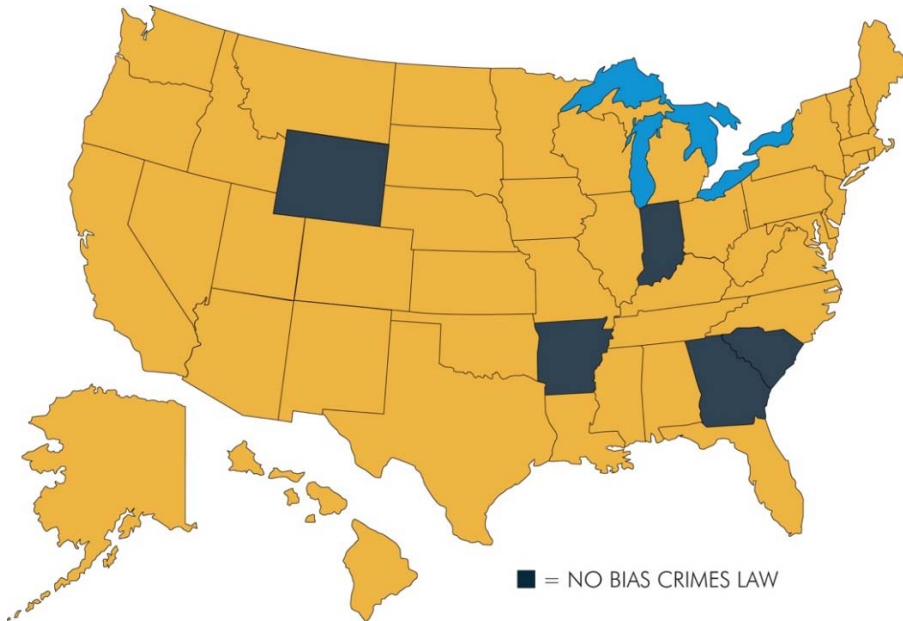 = NO BIAS CRIMES LAW